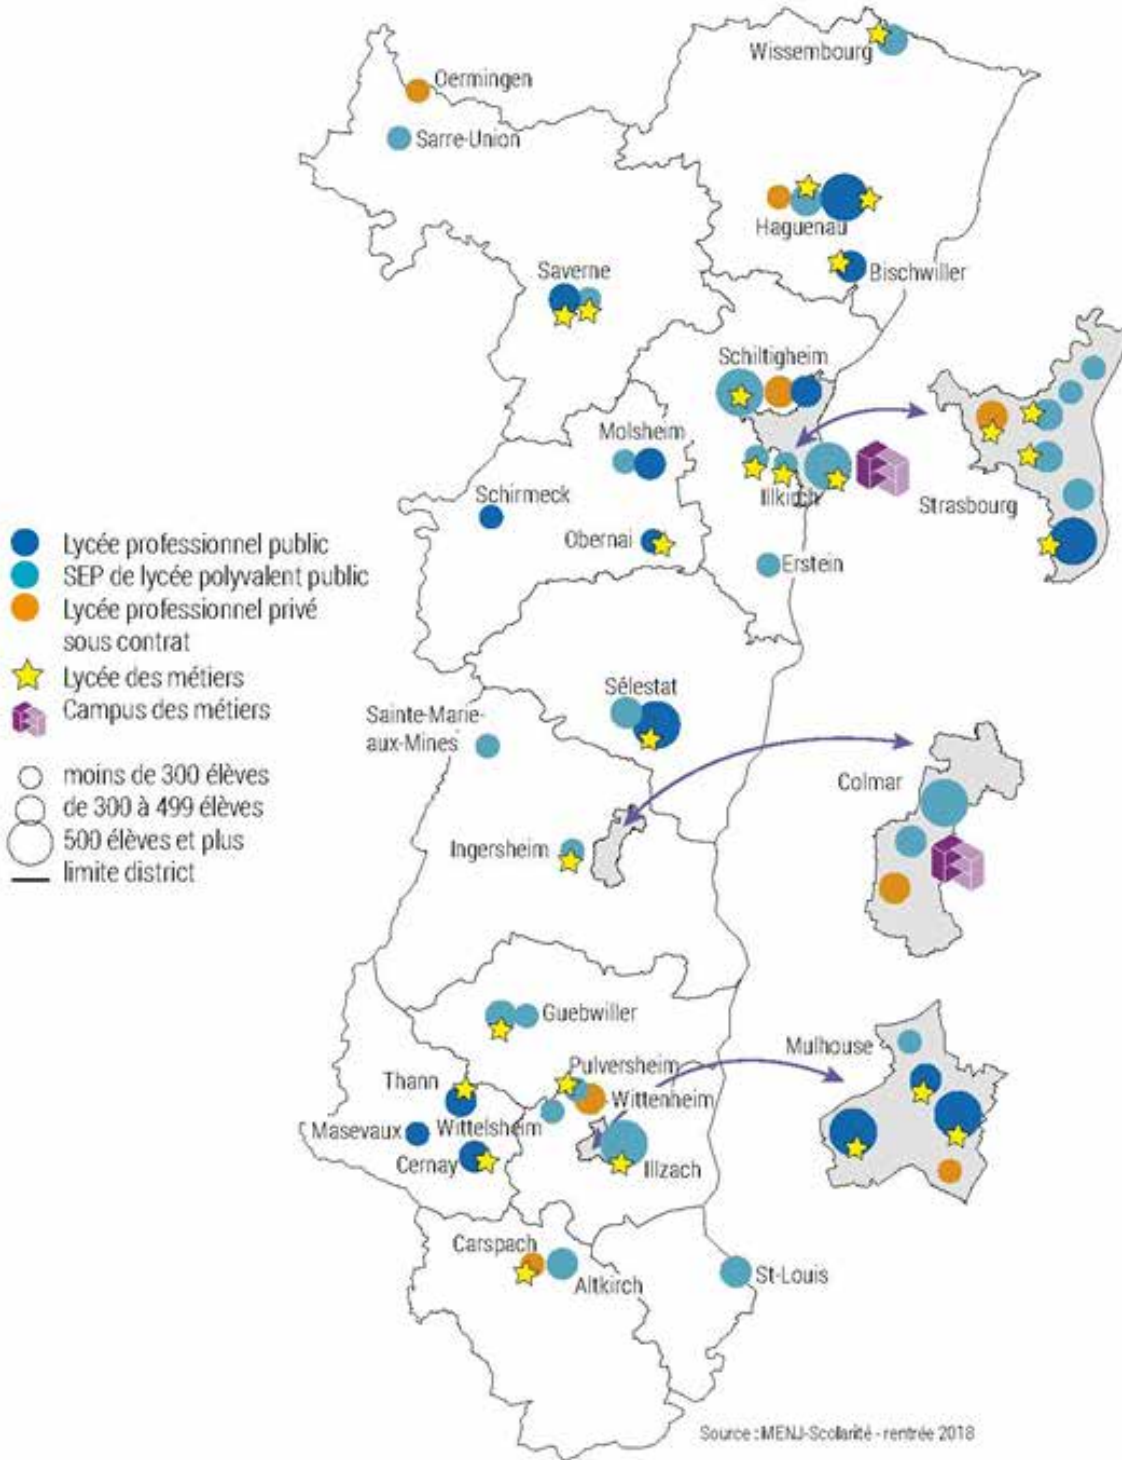 Wissembourg
Oermingen
Sarre-Union
Haguenau
Bischwiller
Saverne
Schiltigheim
Molsheim
Schirmeck
Illkirch
Strasbourg
Obernai
Erstein
Lycée professionnel public
SEP de lycée polyvalent public
Lycée professionnel privé
sous contrat
Lycée des métiers
Campus des métiers
moins de 300 élèves
de 300 à 499 élèves
500 élèves et plus
limite district
Sélestat
Sainte-Marie-
aux-Mines
Colmar
Ingersheim
Guebwiller
Mulhouse
Pulversheim
Thann
Wittenheim
Masevaux
Wittelsheim
Cernay
Illzach
Carspach
Altkirch
St-Louis
Source : MENJ-Scolarité - rentrée 2018